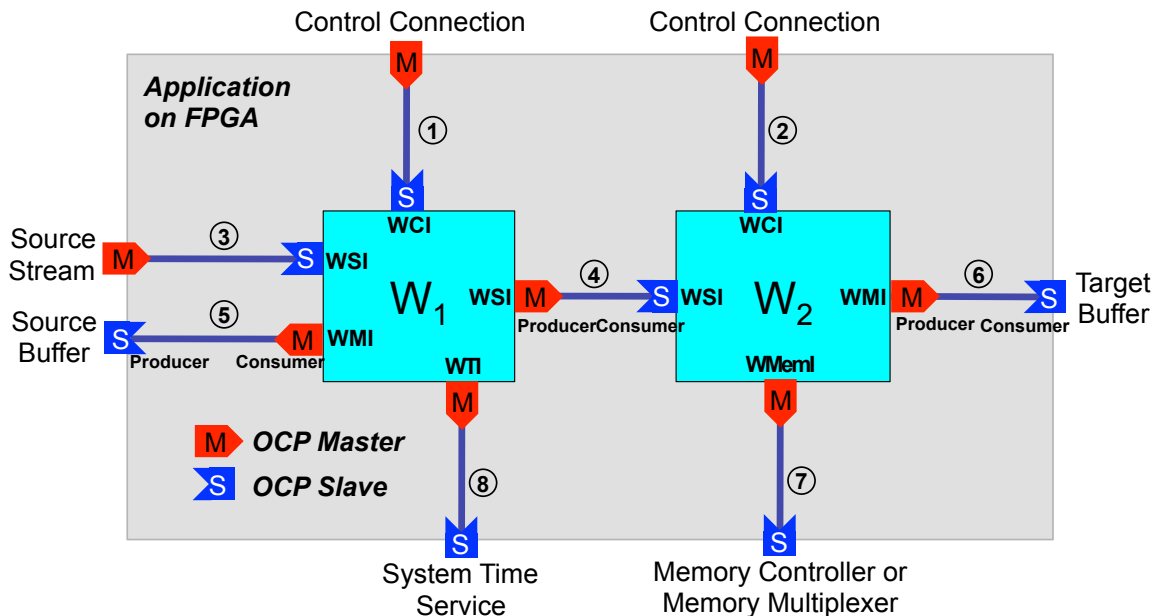 Control Connection
Control Connection
M
M
Application
on FPGA
1
2
S
S
WCI
WCI
Source
Stream
M
3
S
WSI
W1
WSI
M
4
S
WSI
W2
WMI
M
6
S
Target
Buffer
Producer
Consumer
Producer
Consumer
Source
Buffer
S
5
M
WMI
Producer
Consumer
WTI
WMemI
M
M
M
OCP Master
S
OCP Slave
8
7
S
S
System Time
Service
Memory Controller or
Memory Multiplexer